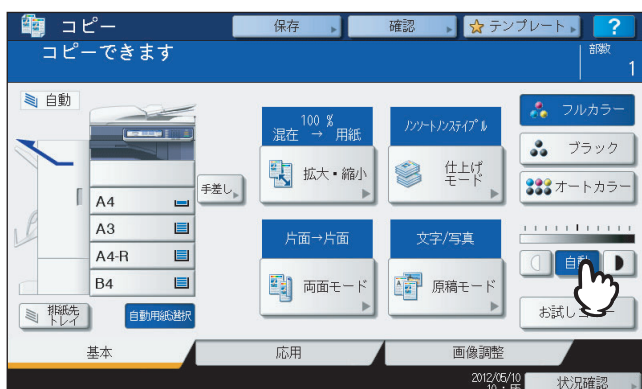 コピー
保存
確認
テンプレート
?
コピーできます
部数
1
自動
100 %
混在 → 用紙
拡大・縮小
ﾉﾝｿｰﾄﾉﾝｽﾃｲﾌﾟﾙ
仕上げ
モード
フルカラー
ブラック
オートカラー
手差し
A4
A3
A4-R
B4
片面→片面
両面モード
文字/写真
原稿モード
自動
排紙先
トレイ
自動用紙選択
お試し
基本
応用
画像調整
2012/05/10
状況確認